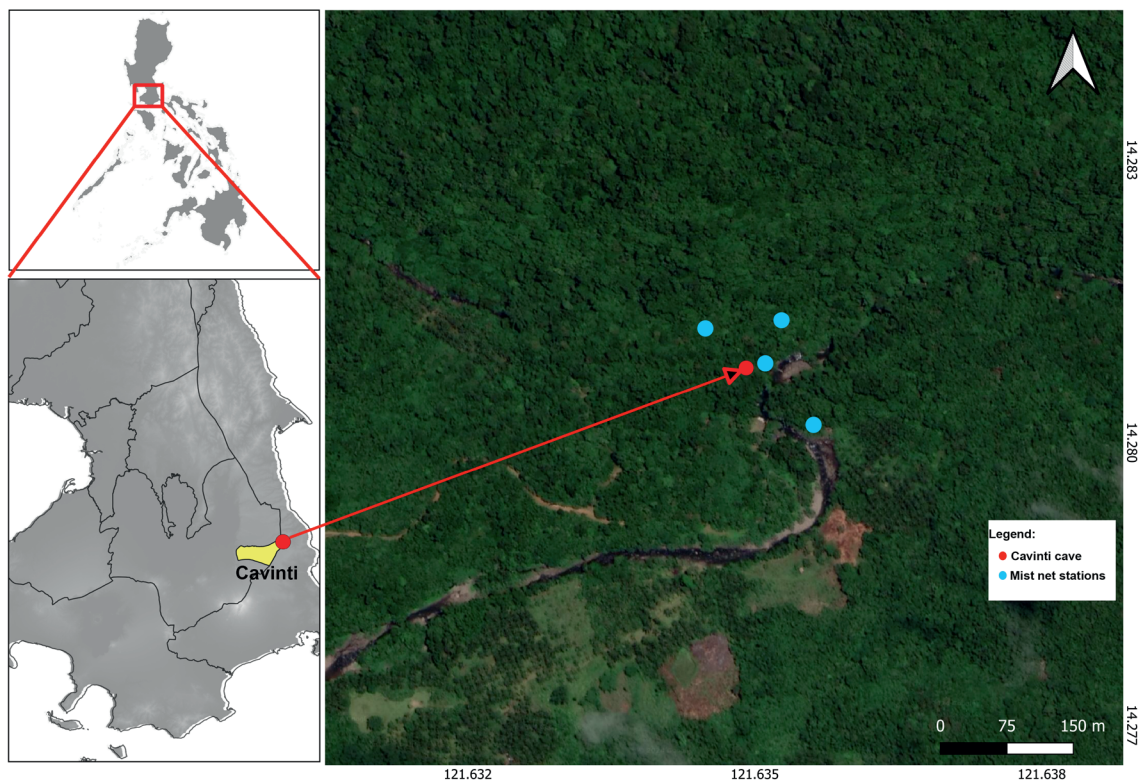 Cavinti
14.283
14.280
14.277
Legend:
Cavinti cave
Mist net stations
0 75 150 m
121.632 121.635 121.638